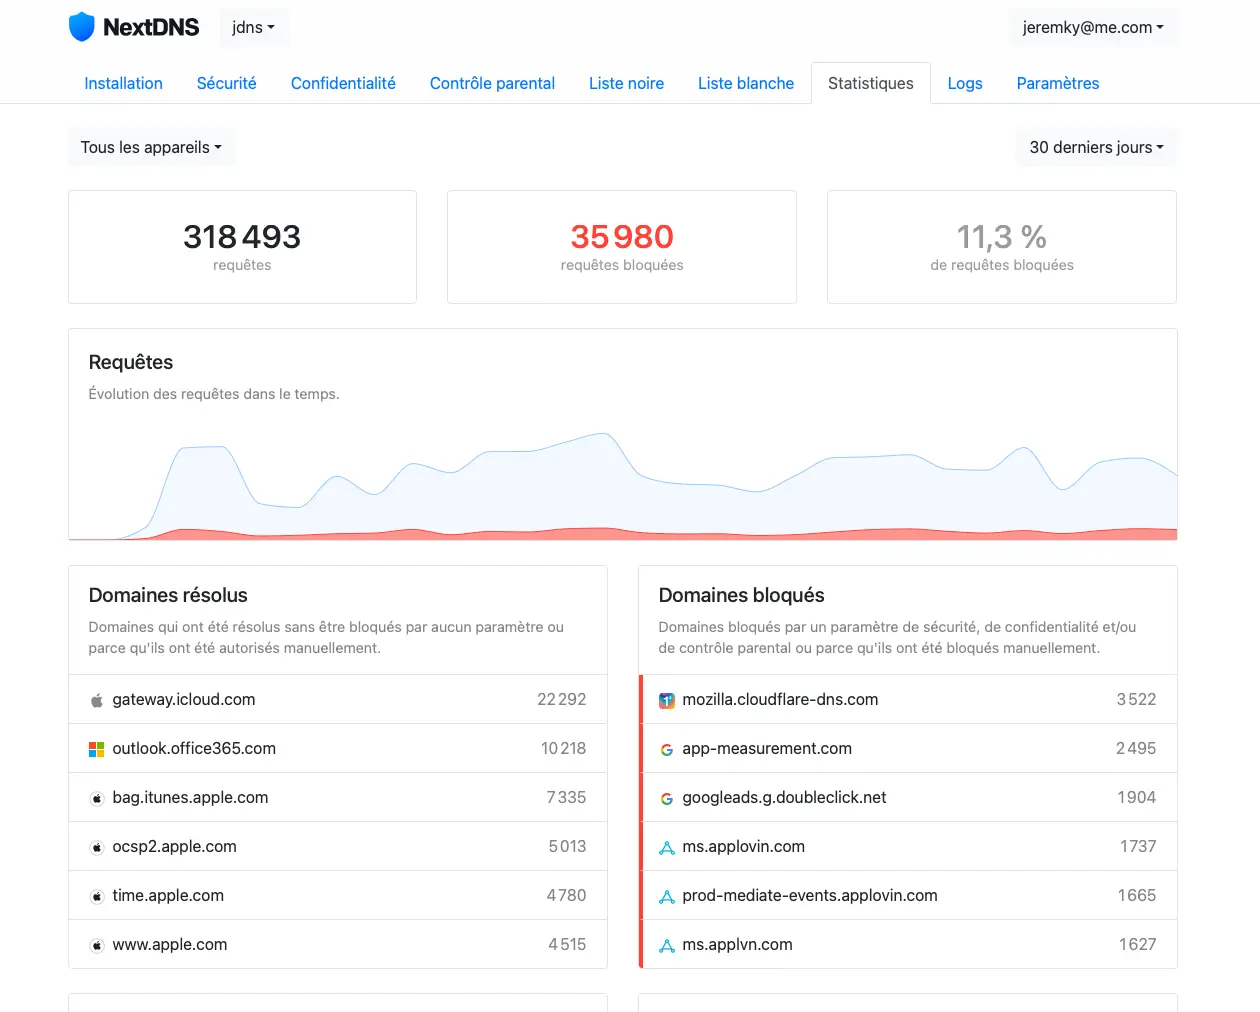 NextDNS
jdns
jeremky@me.com
Installation
Sécurité
Confidentialité
Contrôle parental
Liste noire
Liste blanche
Statistiques
Logs
Paramètres
Tous les appareils
30 derniers jours
318 493
requêtes
35 980
requêtes bloquées
11,3 %
de requêtes bloquées
Requêtes
Évolution des requêtes dans le temps.
Domaines résolus
Domaines qui ont été résolus sans être bloqués par aucun paramètre ou
parce qu'ils ont été autorisés manuellement.
gateway.icloud.com 22 292
outlook.office365.com 10 218
bag.itunes.apple.com 7 335
ocsp2.apple.com 5 013
time.apple.com 4 780
www.apple.com 4 515
Domaines bloqués
Domaines bloqués par un paramètre de sécurité, de confidentialité et/ou
de contrôle parental ou parce qu'ils ont été bloqués manuellement.
mozilla.cloudflare-dns.com 3 522
app-measurement.com 2 495
googleads.g.doubleclick.net 1 904
ms.applovin.com 1 737
prod-mediate-events.applovin.com 1 665
ms.applvn.com 1 627